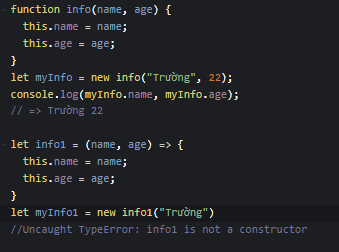 function info(name, age) {
  this.name = name;
  this.age = age;
}
let myInfo = new info("Trường", 22);
console.log(myInfo.name, myInfo.age);
// => Trường 22

let info1 = (name, age) => {
  this.name = name;
  this.age = age;
}
let myInfo1 = new info1("Trường")
//Uncaught TypeError: info1 is not a constructor